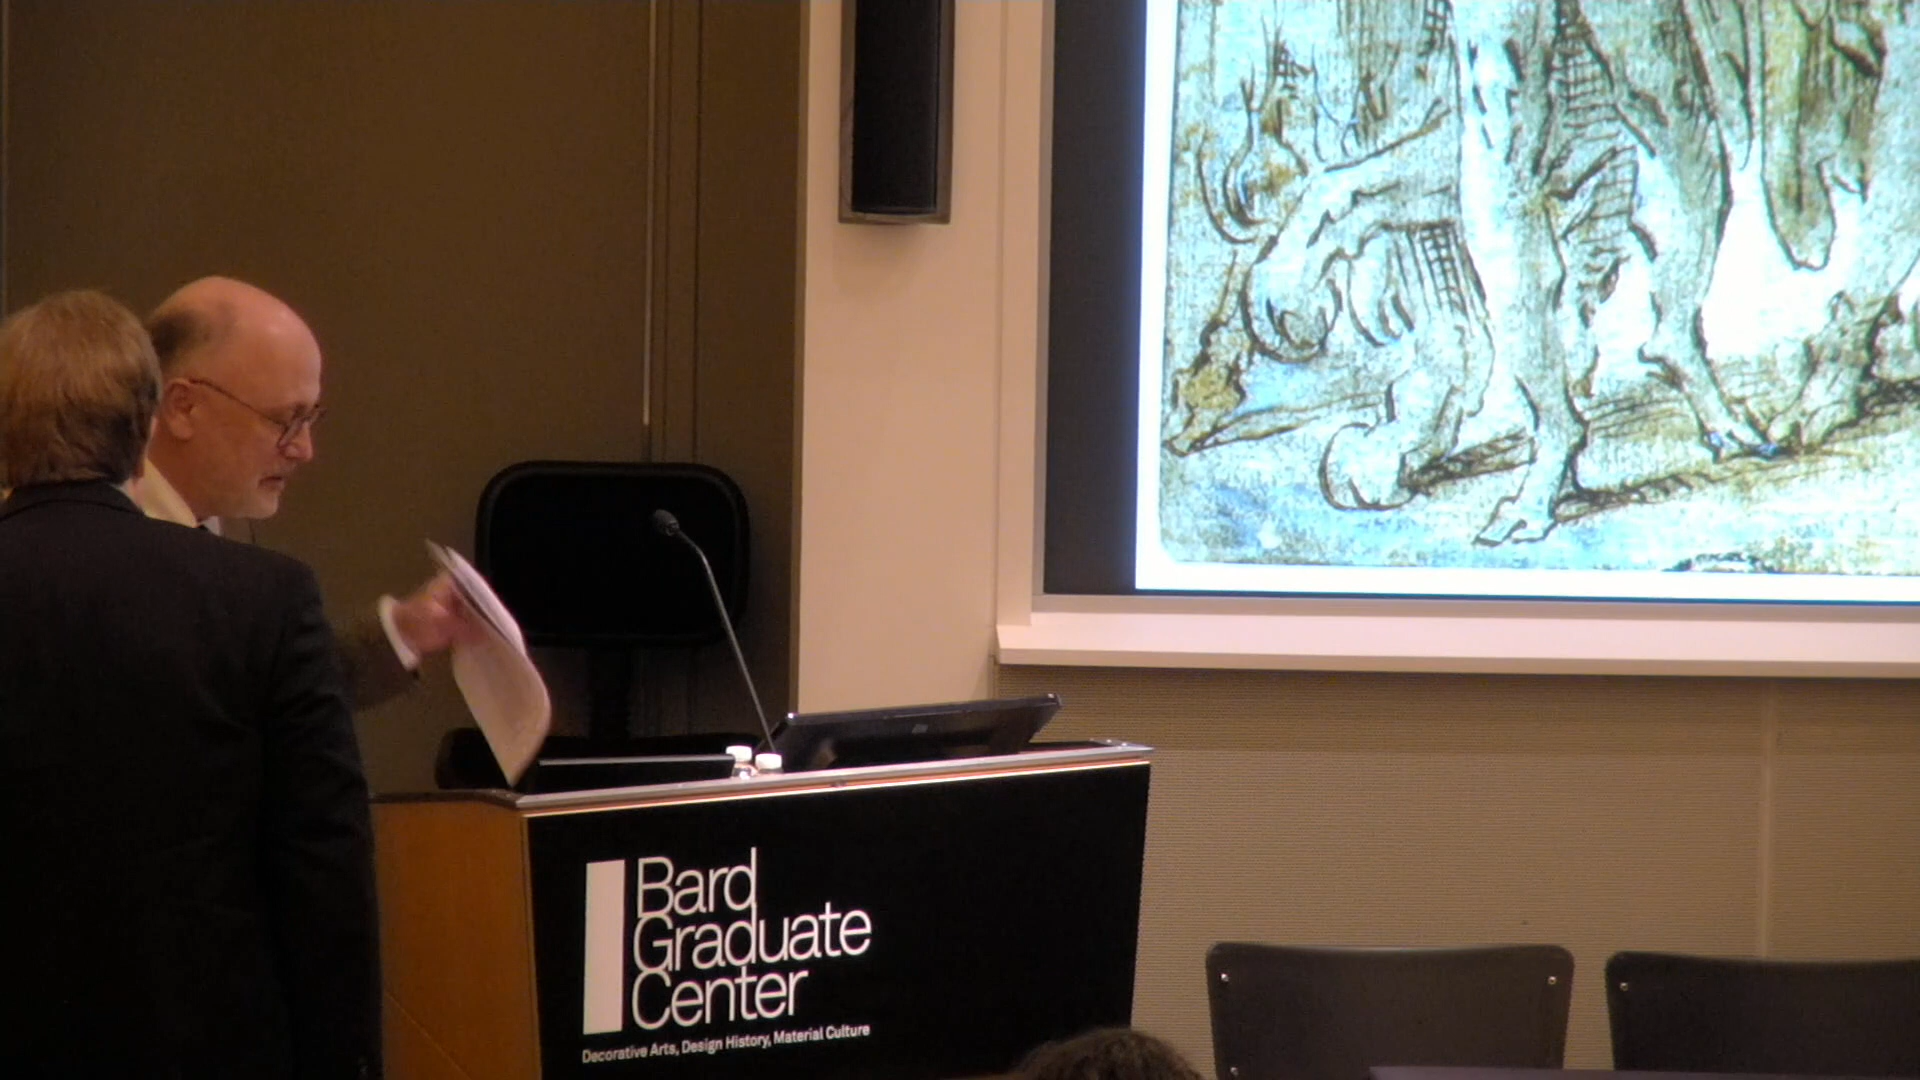 Bard
Graduate
Center
Decorative Arts, Design History, Material Culture